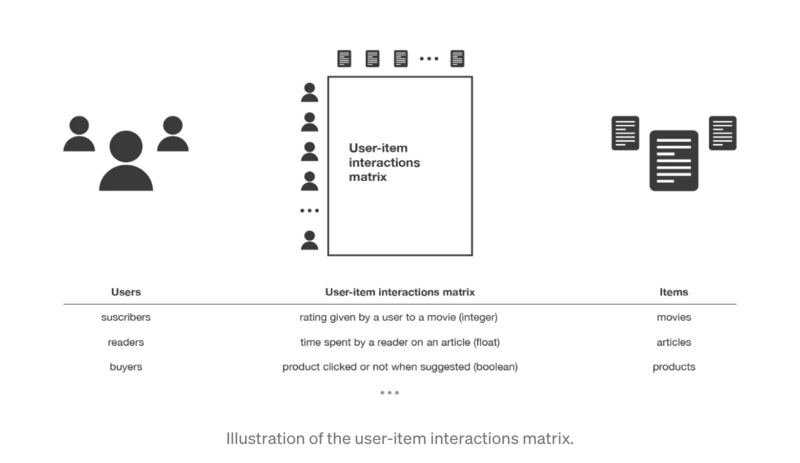 User-item
interactions
matrix
Users User-item interactions matrix Items
suscribers rating given by a user to a movie (integer) movies
readers time spent by a reader on an article (float) articles
buyers product clicked or not when suggested (boolean) products
Illustration of the user-item interactions matrix.